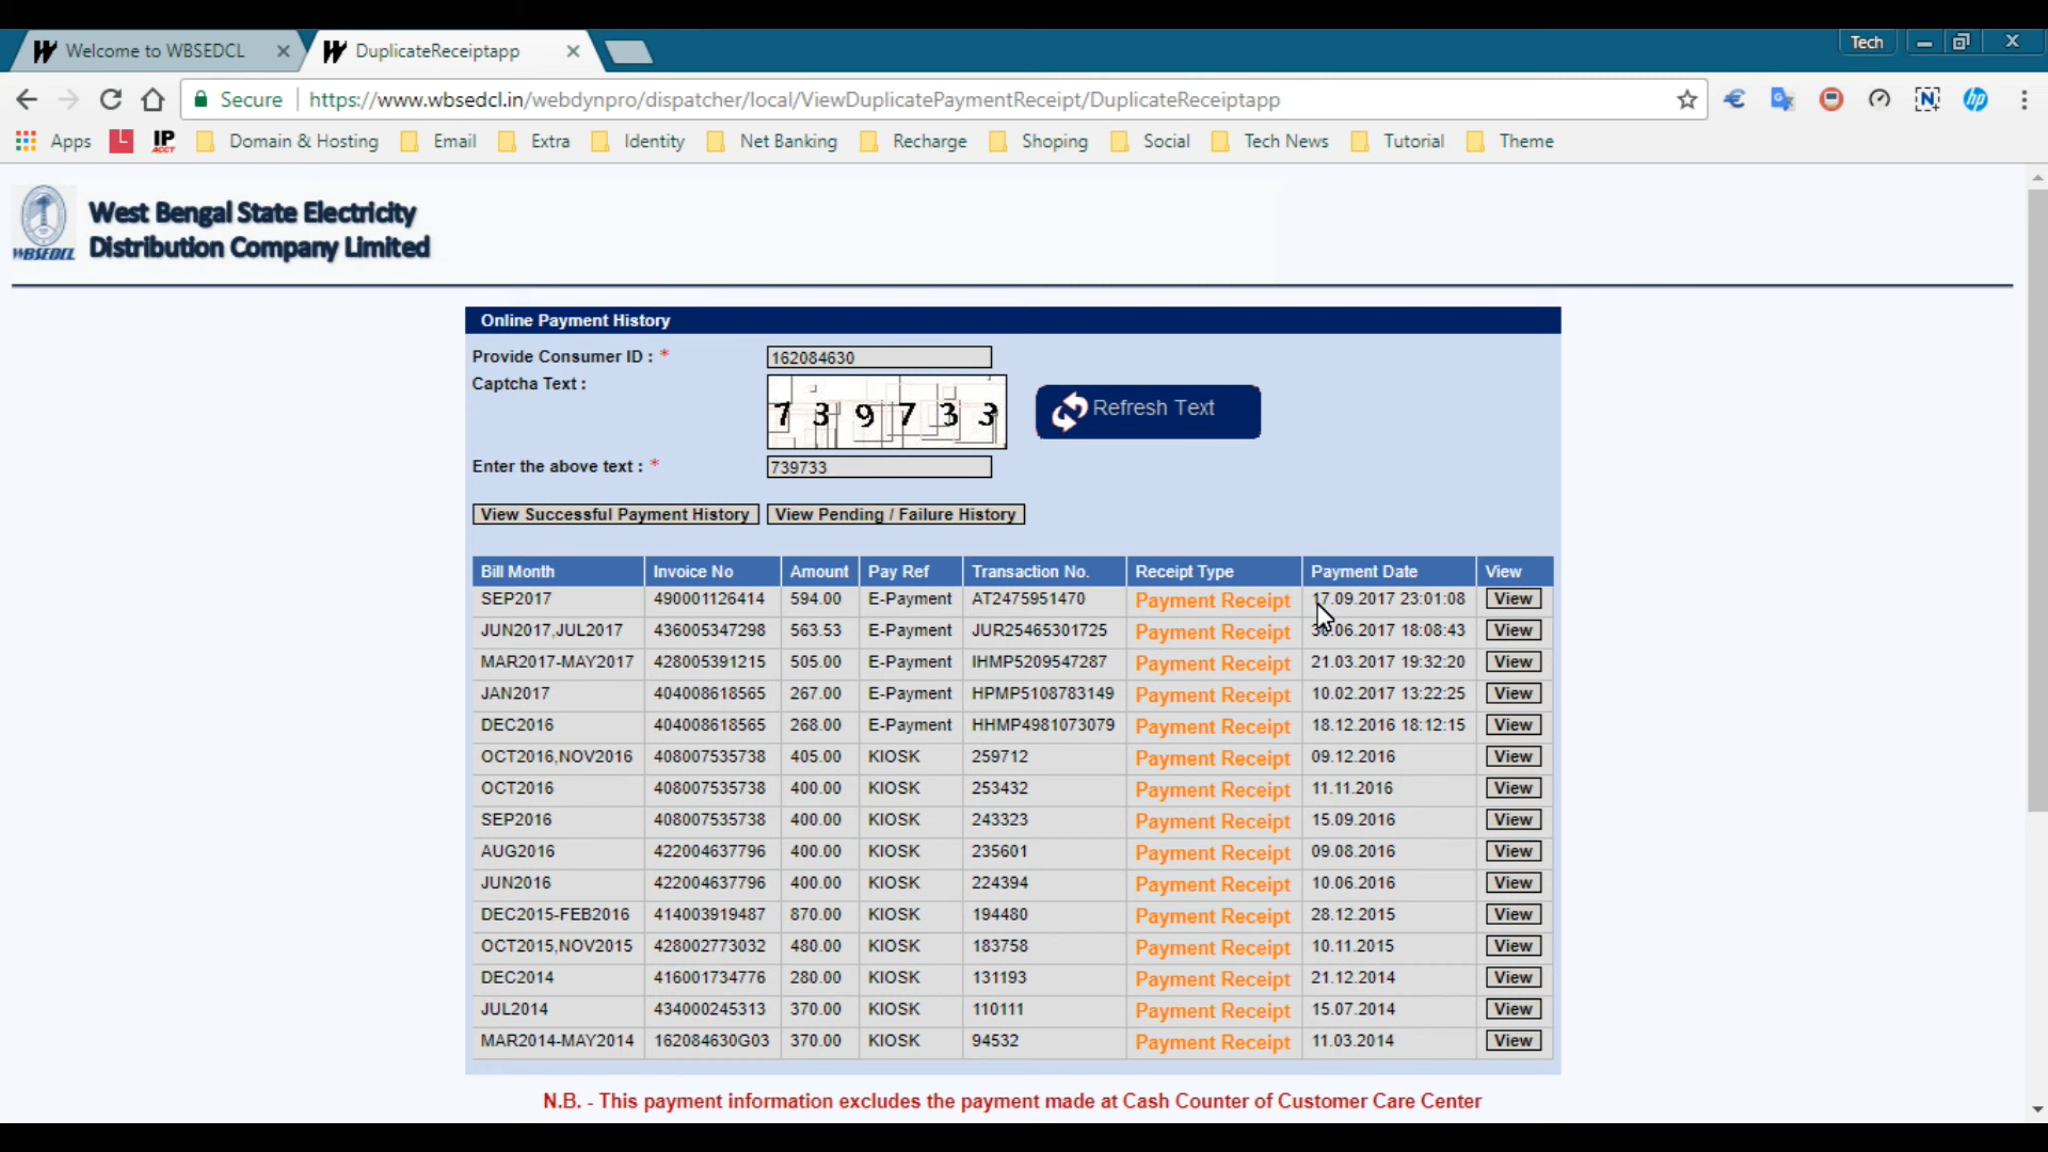 Welcome to WBSEDCL
DuplicateReceiptapp
Tech
Secure https://www.wbsedcl.in/webdynpro/dispatcher/local/ViewDuplicatePaymentReceipt/DuplicateReceiptapp
Apps IP ACCT Domain & Hosting Email Extra Identity Net Banking Recharge Shoping Social Tech News Tutorial Theme
West Bengal State Electricity
Distribution Company Limited
WBSEDCL
Online Payment History
Provide Consumer ID : * 162084630
Captcha Text : 7 3 9 7 3 3 Refresh Text
Enter the above text : * 739733
View Successful Payment History View Pending / Failure History
Bill Month Invoice No Amount Pay Ref Transaction No. Receipt Type Payment Date View
SEP2017 490001126414 594.00 E-Payment AT2475951470 Payment Receipt 17.09.2017 23:01:08 View
JUN2017,JUL2017 436005347298 563.53 E-Payment JUR25465301725 Payment Receipt 30.06.2017 18:08:43 View
MAR2017-MAY2017 428005391215 505.00 E-Payment IHMP5209547287 Payment Receipt 21.03.2017 19:32:20 View
JAN2017 404008618565 267.00 E-Payment HPMP5108783149 Payment Receipt 10.02.2017 13:22:25 View
DEC2016 404008618565 268.00 E-Payment HHMP4981073079 Payment Receipt 18.12.2016 18:12:15 View
OCT2016,NOV2016 408007535738 405.00 KIOSK 259712 Payment Receipt 09.12.2016 View
OCT2016 408007535738 400.00 KIOSK 253432 Payment Receipt 11.11.2016 View
SEP2016 408007535738 400.00 KIOSK 243323 Payment Receipt 15.09.2016 View
AUG2016 422004637796 400.00 KIOSK 235601 Payment Receipt 09.08.2016 View
JUN2016 422004637796 400.00 KIOSK 224394 Payment Receipt 10.06.2016 View
DEC2015-FEB2016 414003919487 870.00 KIOSK 194480 Payment Receipt 28.12.2015 View
OCT2015,NOV2015 428002773032 480.00 KIOSK 183758 Payment Receipt 10.11.2015 View
DEC2014 416001734776 280.00 KIOSK 131193 Payment Receipt 21.12.2014 View
JUL2014 434000245313 370.00 KIOSK 110111 Payment Receipt 15.07.2014 View
MAR2014-MAY2014 162084630G03 370.00 KIOSK 94532 Payment Receipt 11.03.2014 View
N.B. - This payment information excludes the payment made at Cash Counter of Customer Care Center